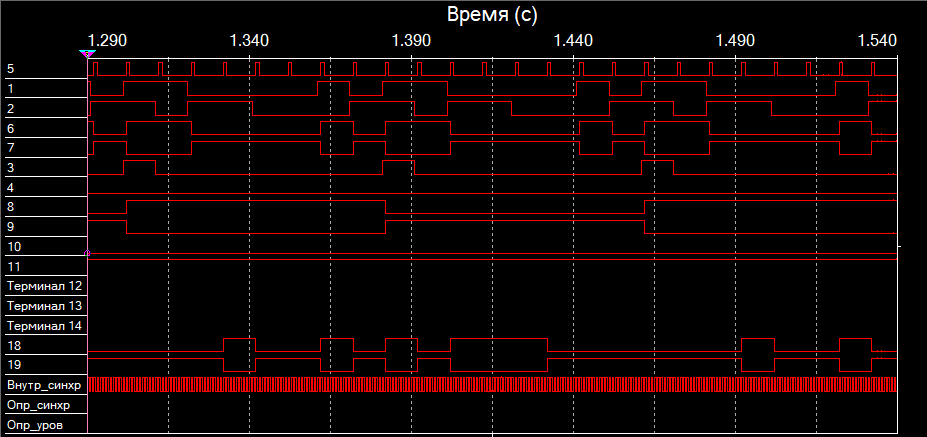 Время (с)
1.290 1.340 1.390 1.440 1.490 1.540
5
1
2
6
7
3
4
8
9
10
11
Терминал 12
Терминал 13
Терминал 14
18
19
Внутр_синхр
Опр_синхр
Опр_уров